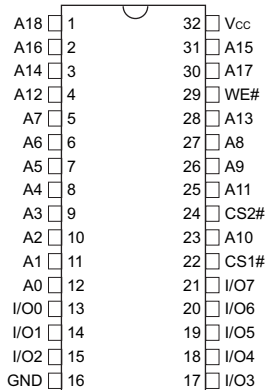 A18 1 32 Vcc
A16 2 31 A15
A14 3 30 A17
A12 4 29 WE#
A7 5 28 A13
A6 6 27 A8
A5 7 26 A9
A4 8 25 A11
A3 9 24 CS2#
A2 10 23 A10
A1 11 22 CS1#
A0 12 21 I/O7
I/O0 13 20 I/O6
I/O1 14 19 I/O5
I/O2 15 18 I/O4
GND 16 17 I/O3